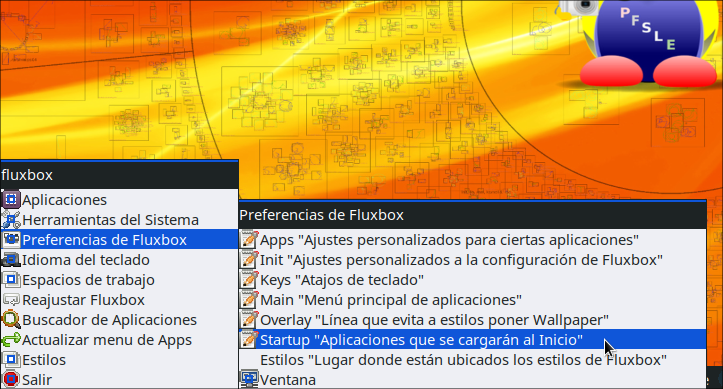 PFSLE
fluxbox
Aplicaciones
Herramientas del Sistema
Preferencias de Fluxbox
Idioma del teclado
Espacios de trabajo
Reajustar Fluxbox
Buscador de Aplicaciones
Actualizar menu de Apps
Estilos
Salir
Preferencias de Fluxbox
Apps "Ajustes personalizados para ciertas aplicaciones"
Init "Ajustes personalizados a la configuración de Fluxbox"
Keys "Atajos de teclado"
Main "Menú principal de aplicaciones"
Overlay "Línea que evita a estilos poner Wallpaper"
Startup "Aplicaciones que se cargarán al Inicio"
Estilos "Lugar donde están ubicados los estilos de Fluxbox"
Ventana